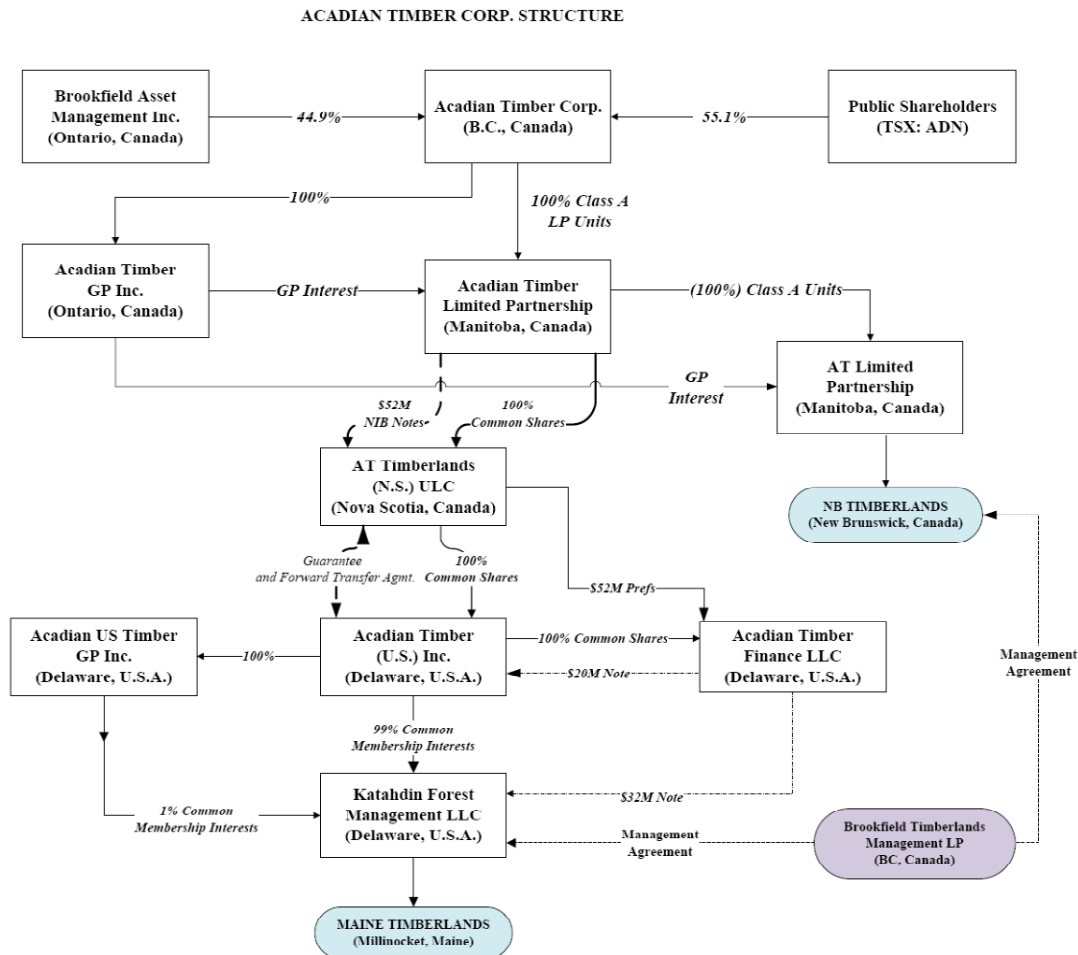 ACADIAN TIMBER CORP. STRUCTURE
Brookfield Asset
Management Inc.
(Ontario, Canada)
44.9%
Acadian Timber Corp.
(B.C., Canada)
55.1%
Public Shareholders
(TSX: ADN)
100%
100% Class A
LP Units
Acadian Timber
GP Inc.
(Ontario, Canada)
GP Interest
Acadian Timber
Limited Partnership
(Manitoba, Canada)
(100%) Class A Units
GP
Interest
AT Limited
Partnership
(Manitoba, Canada)
$52M
NIB Notes
100%
Common Shares
AT Timberlands
(N.S.) ULC
(Nova Scotia, Canada)
NB TIMBERLANDS
(New Brunswick, Canada)
Guarantee
and Forward Transfer Agmt.
100%
Common Shares
$52M Prefs
Acadian US Timber
GP Inc.
(Delaware, U.S.A.)
100%
Acadian Timber
(U.S.) Inc.
(Delaware, U.S.A.)
100% Common Shares
$20M Note
Acadian Timber
Finance LLC
(Delaware, U.S.A.)
Management
Agreement
99% Common
Membership Interests
1% Common
Membership Interests
Katahdin Forest
Management LLC
(Delaware, U.S.A.)
$32M Note
Management
Agreement
Brookfield Timberlands
Management LP
(BC, Canada)
MAINE TIMBERLANDS
(Millinocket, Maine)